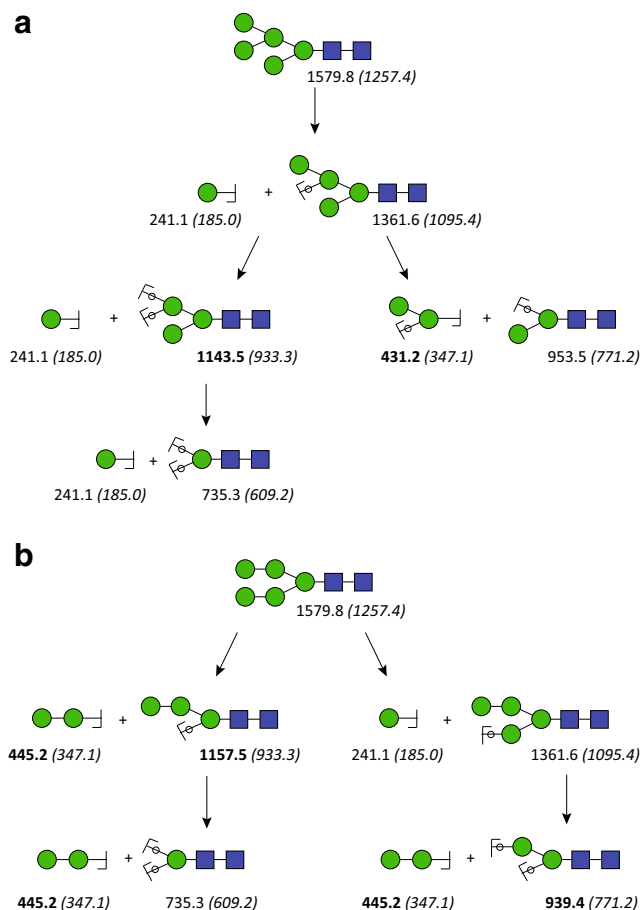 a
1579.8 (1257.4)
+
241.1 (185.0) 1361.6 (1095.4)
+ +
241.1 (185.0) 1143.5 (933.3) 431.2 (347.1) 953.5 (771.2)
+
241.1 (185.0) 735.3 (609.2)
b
1579.8 (1257.4)
+ +
445.2 (347.1) 1157.5 (933.3) 241.1 (185.0) 1361.6 (1095.4)
+ +
445.2 (347.1) 735.3 (609.2) 445.2 (347.1) 939.4 (771.2)